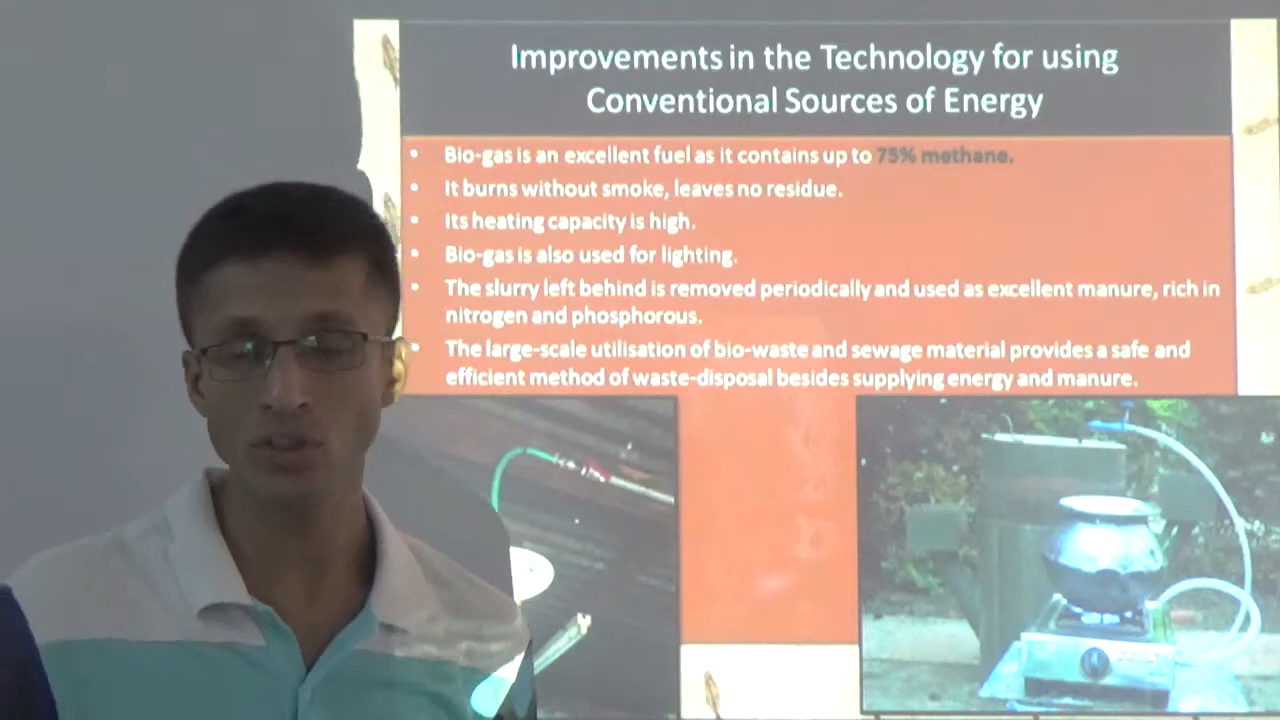 Improvements in the Technology for using
Conventional Sources of Energy
• Bio-gas is an excellent fuel as it contains up to 75% methane.
• It burns without smoke, leaves no residue.
• Its heating capacity is high.
• Bio-gas is also used for lighting.
• The slurry left behind is removed periodically and used as excellent manure, rich in
nitrogen and phosphorous.
• The large-scale utilisation of bio-waste and sewage material provides a safe and
efficient method of waste-disposal besides supplying energy and manure.